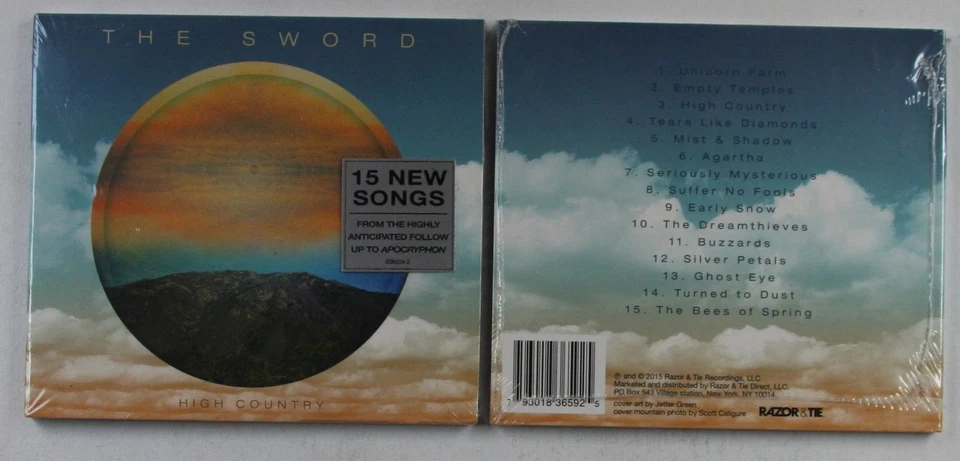 THE SWORD
15 NEW
SONGS
FROM THE HIGHLY
ANTICIPATED FOLLOW
UP TO APOCRYPHON
HIGH COUNTRY
1. Unicorn Farm
2. Empty Temples
3. High Country
4. Tears Like Diamonds
5. Mist & Shadow
6. Agartha
7. Seriously Mysterious
8. Suffer No Fools
9. Early Snow
10. The Dreamthieves
11. Buzzards
12. Silver Petals
13. Ghost Eye
14. Turned to Dust
15. The Bees of Spring
℗ and © 2015 Razor & Tie Recordings, LLC.
Marketed and distributed by Razor & Tie Direct, LLC.
PO Box 543 Village station, New York, NY 10014
cover art by Jetter Green
cover mountain photo by Scott Caligure
RAZOR & TIE
93018 36592 5